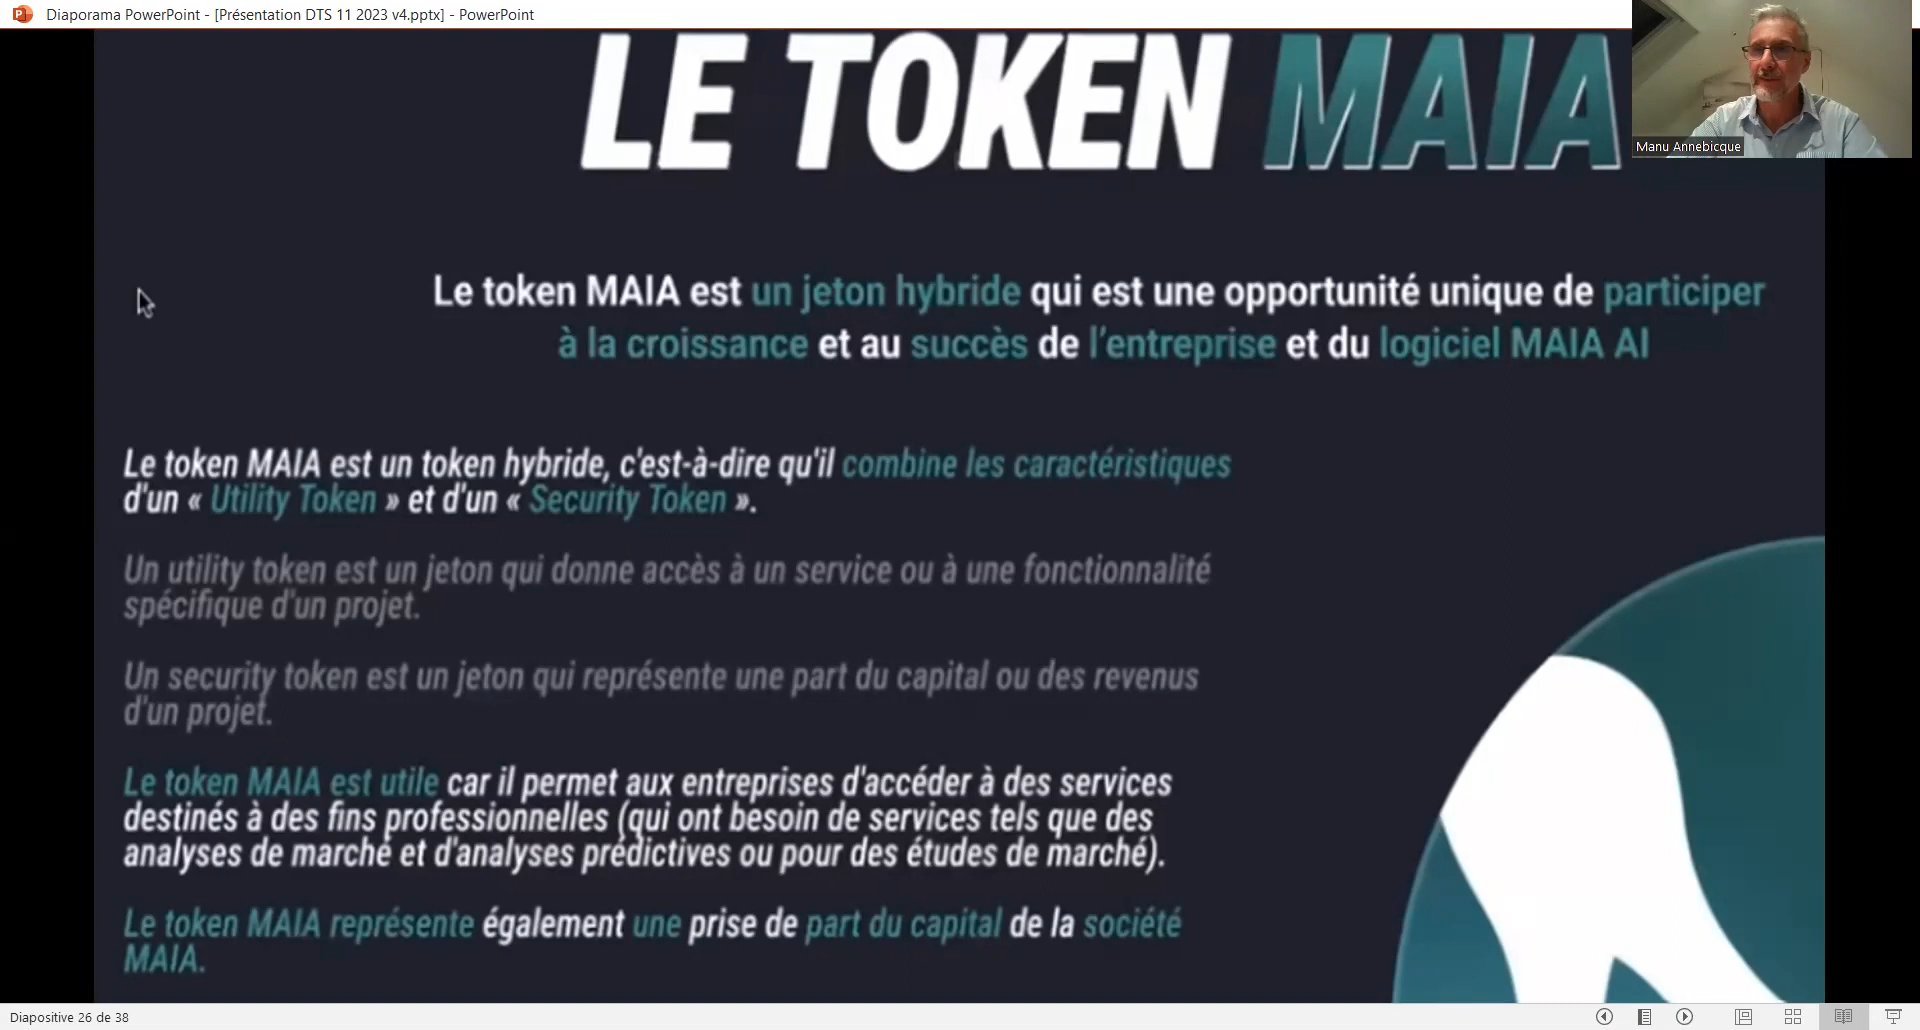 Diaporama PowerPoint - [Présentation DTS 11 2023 v4.pptx] - PowerPoint
LE TOKEN MAIA
Manu Annebicque
Le token MAIA est un jeton hybride qui est une opportunité unique de participer
à la croissance et au succès de l'entreprise et du logiciel MAIA AI
Le token MAIA est un token hybride, c'est-à-dire qu'il combine les caractéristiques
d'un « Utility Token » et d'un « Security Token ».
Un utility token est un jeton qui donne accès à un service ou à une fonctionnalité
spécifique d'un projet.
Un security token est un jeton qui représente une part du capital ou des revenus
d'un projet.
Le token MAIA est utile car il permet aux entreprises d'accéder à des services
destinés à des fins professionnelles (qui ont besoin de services tels que des
analyses de marché et d'analyses prédictives ou pour des études de marché).
Le token MAIA représente également une prise de part du capital de la société
MAIA.
Diapositive 26 de 38